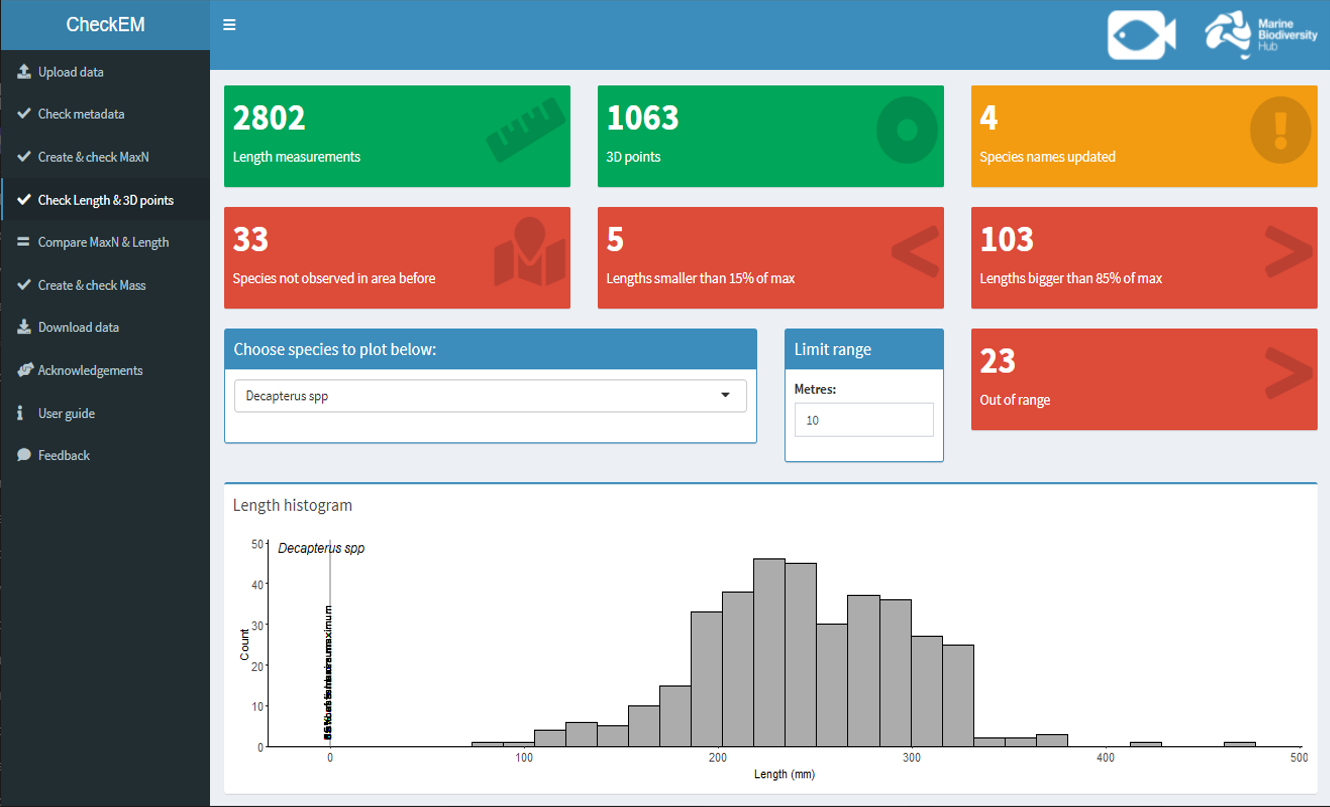 CheckEM
Marine
Biodiversity
Hub
Upload data
Check metadata
Create & check MaxN
Check Length & 3D points
Compare MaxN & Length
Create & check Mass
Download data
Acknowledgements
User guide
Feedback
2802
Length measurements
1063
3D points
4
Species names updated
33
Species not observed in area before
5
Lengths smaller than 15% of max
103
Lengths bigger than 85% of max
Choose species to plot below:
Decapterus spp
Limit range
Metres:
10
23
Out of range
Length histogram
Decapterus spp
Count
50
40
30
20
10
0
0 100 200 300 400 500
Length (mm)